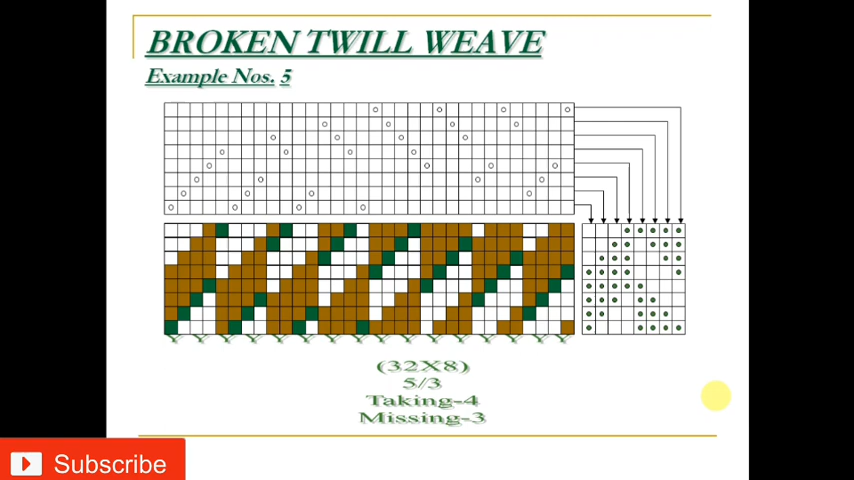 BROKEN TWILL WEAVE
Example Nos. 5
Y Y Y Y Y Y Y Y Y Y Y Y Y Y Y Y
(32X8)
5/3
Taking-4
Missing-3
Subscribe